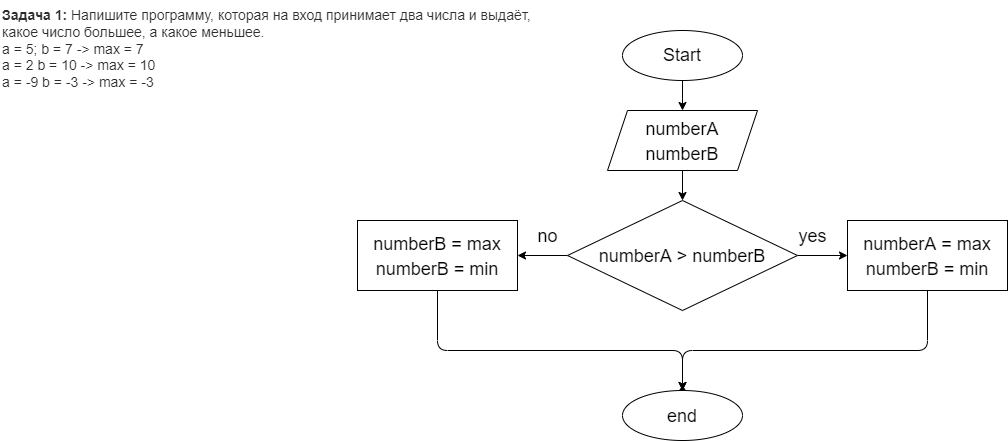 Задача 1: Напишите программу, которая на вход принимает два числа и выдаёт,
какое число большее, а какое меньшее.
a = 5; b = 7 -> max = 7
a = 2 b = 10 -> max = 10
a = -9 b = -3 -> max = -3
Start
numberA
numberB
no
numberA > numberB
yes
numberB = max
numberB = min
numberA = max
numberB = min
end